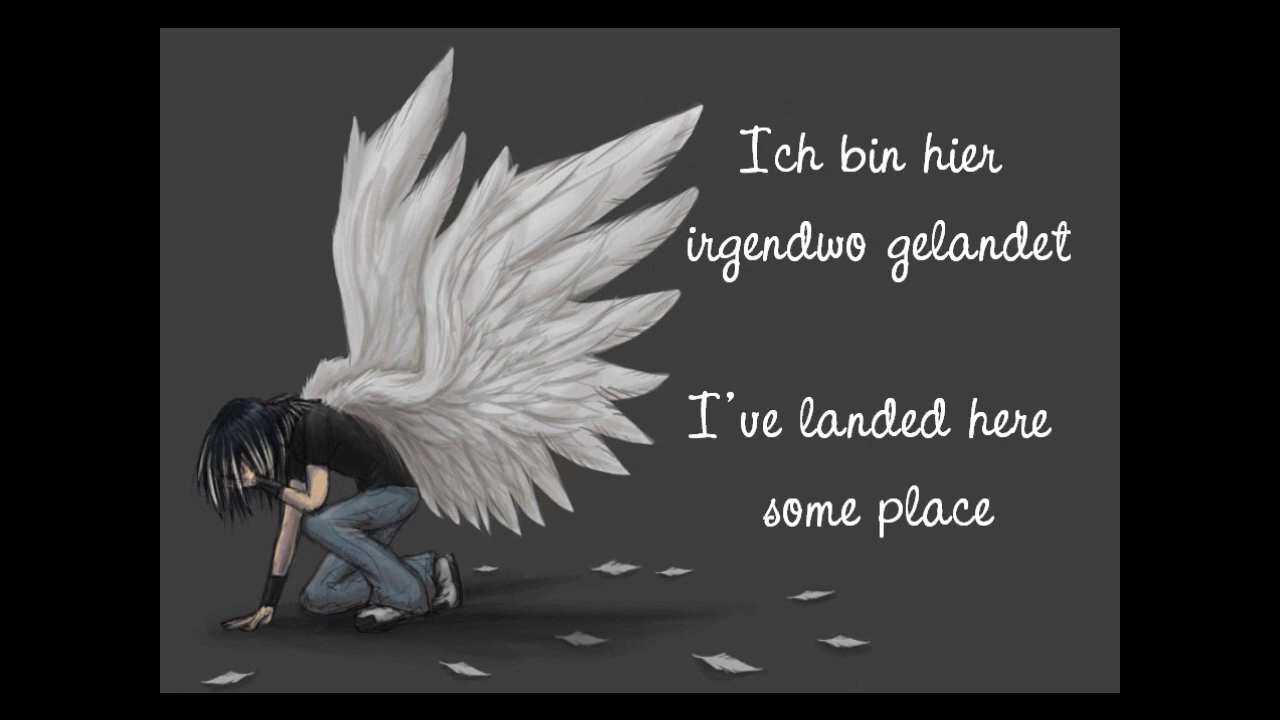 Ich bin hier
irgendwo gelandet
I've landed here
some place